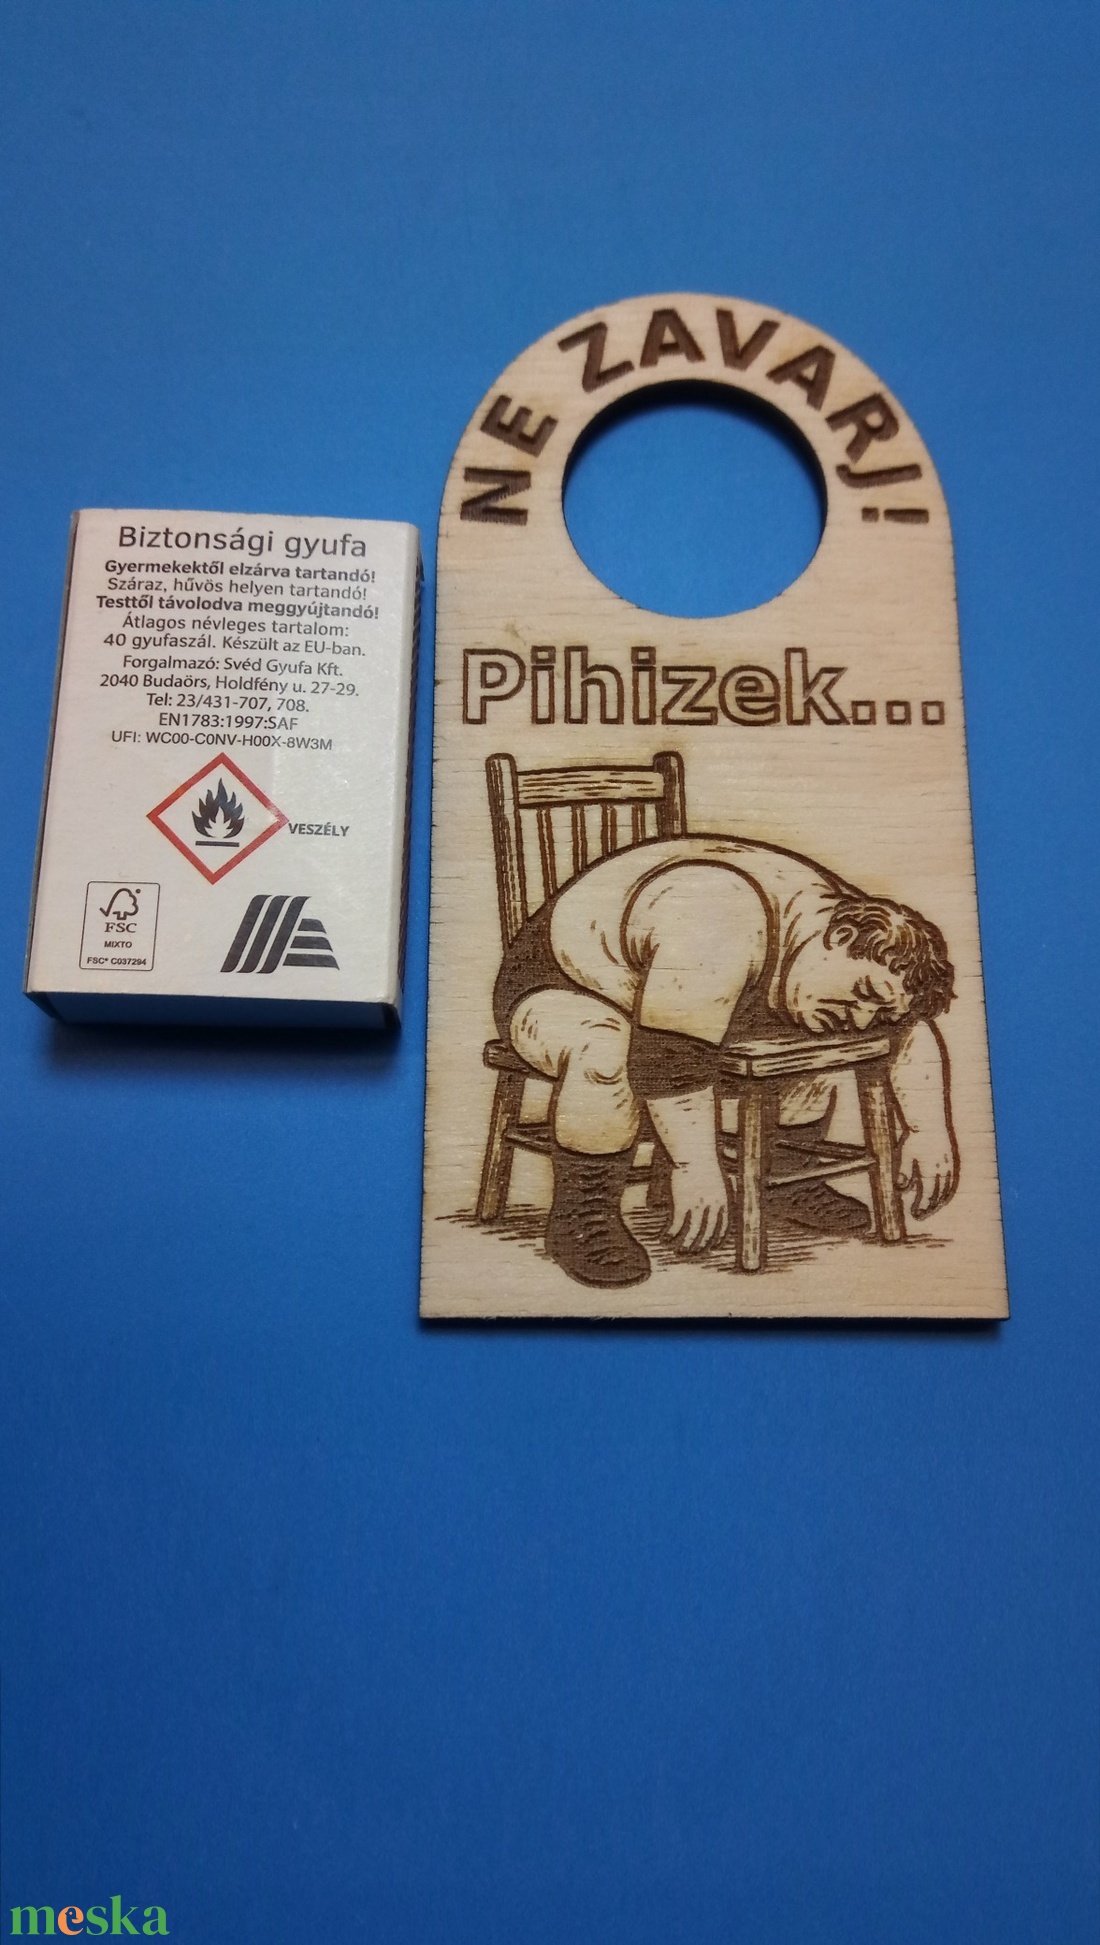 NE ZAVARJ!
Pihizek...
Biztonsági gyufa
Gyermekektől elzárva tartandó!
Száraz, hűvös helyen tartandó!
Testtől távolodva meggyújtandó!
Átlagos névleges tartalom:
40 gyufaszál. Készült az EU-ban.
Forgalmazó: Svéd Gyufa Kft.
2040 Budaörs, Holdfény u. 27-29.
Tel: 23/431-707, 708.
EN1783:1997:SAF
UFI: WC00-C0NV-H00X-8W3M
VESZÉLY
FSC
MIXTO
FSC® C037294
meska